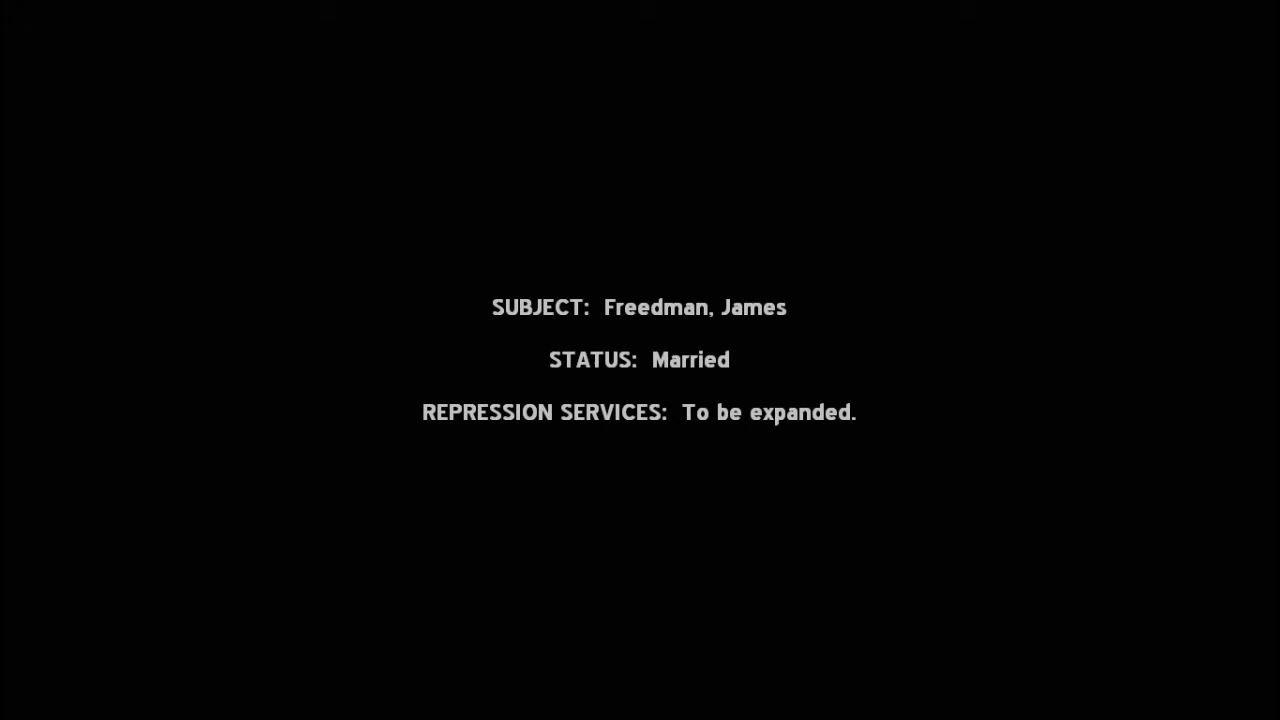 SUBJECT: Freedman, James
STATUS: Married
REPRESSION SERVICES: To be expanded.